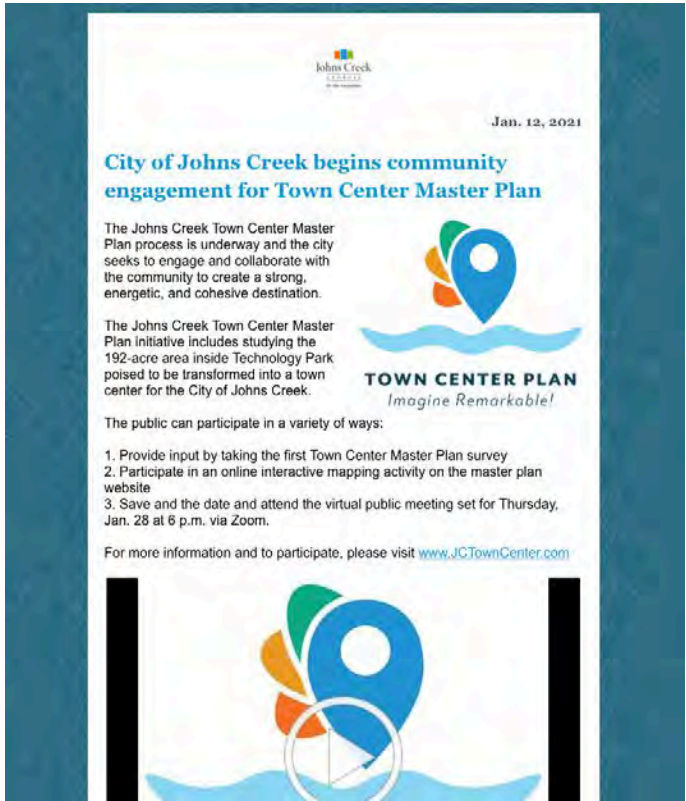 Johns Creek
GEORGIA
Jan. 12, 2021
City of Johns Creek begins community
engagement for Town Center Master Plan
The Johns Creek Town Center Master
Plan process is underway and the city
seeks to engage and collaborate with
the community to create a strong,
energetic, and cohesive destination.
The Johns Creek Town Center Master
Plan initiative includes studying the
192-acre area inside Technology Park
poised to be transformed into a town
center for the City of Johns Creek.
TOWN CENTER PLAN
Imagine Remarkable!
The public can participate in a variety of ways:
1. Provide input by taking the first Town Center Master Plan survey
2. Participate in an online interactive mapping activity on the master plan
website
3. Save and the date and attend the virtual public meeting set for Thursday,
Jan. 28 at 6 p.m. via Zoom.
For more information and to participate, please visit www.JCTownCenter.com